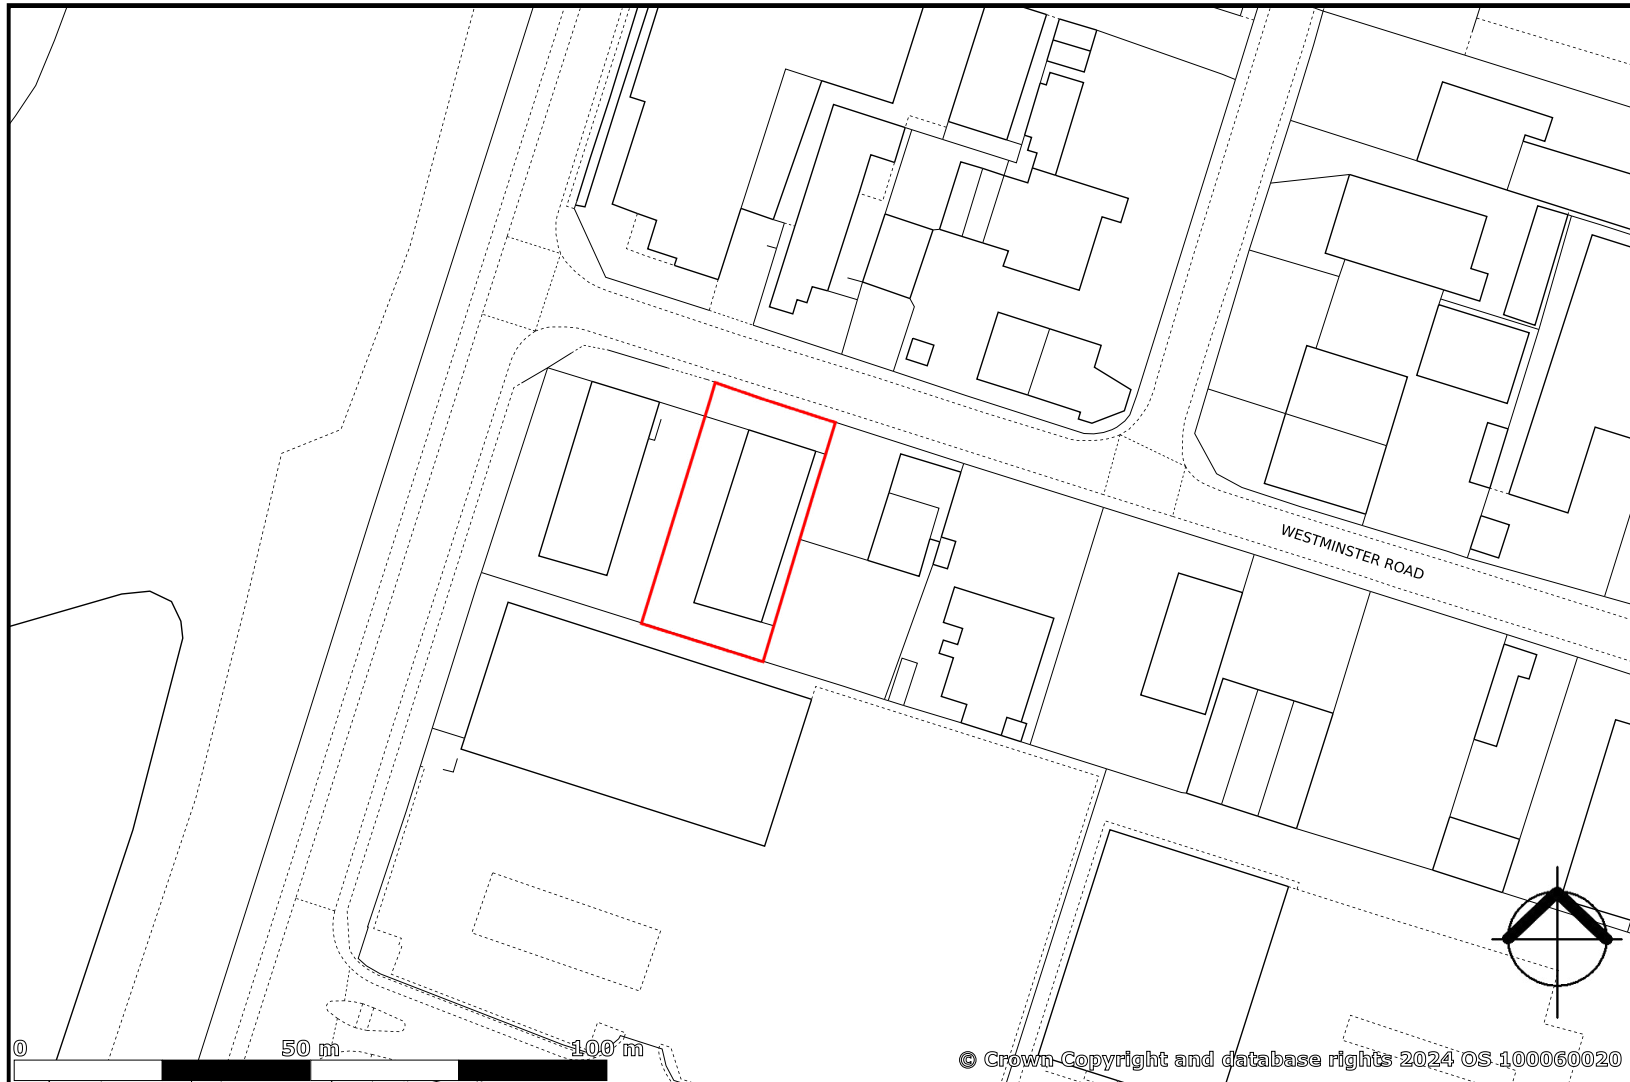 WESTMINSTER ROAD
0 50 m 100 m
© Crown Copyright and database rights 2024 OS 100060020